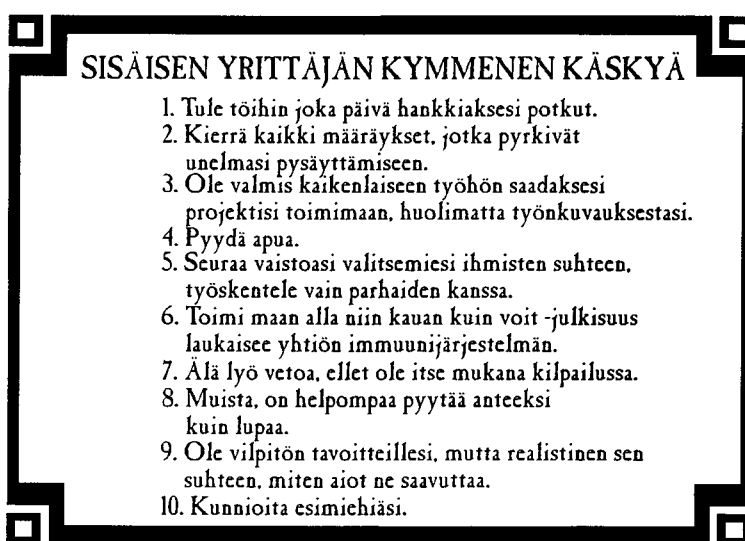 SISÄISEN YRITTÄJÄN KYMMENEN KÄSKYÄ
1. Tule töihin joka päivä hankkiaksesi potkut.
2. Kierrä kaikki määräykset, jotka pyrkivät
unelmasi pysäyttämiseen.
3. Ole valmis kaikenlaiseen työhön saadaksesi
projektisi toimimaan, huolimatta työnkuvauksestasi.
4. Pyydä apua.
5. Seuraa vaistoasi valitsemiesi ihmisten suhteen,
työskentele vain parhaiden kanssa.
6. Toimi maan alla niin kauan kuin voit -julkisuus
laukaisee yhtiön immuunijärjestelmän.
7. Älä lyö vetoa, ellet ole itse mukana kilpailussa.
8. Muista, on helpompaa pyytää anteeksi
kuin lupaa.
9. Ole vilpitön tavoitteillesi, mutta realistinen sen
suhteen, miten aiot ne saavuttaa.
10. Kunnioita esimiehiäsi.